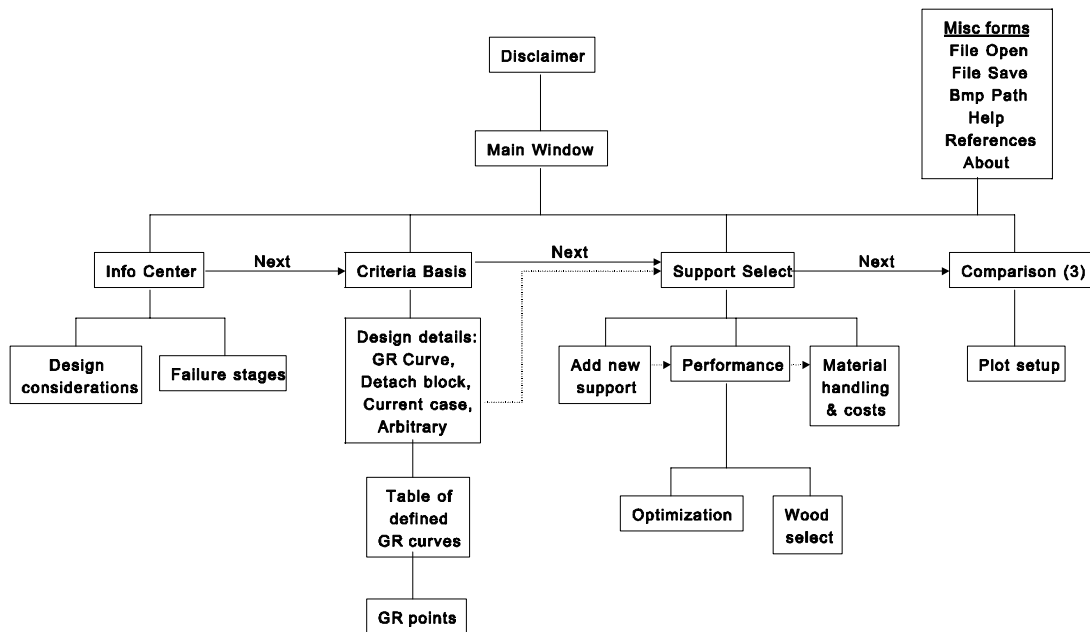 Disclaimer
Main Window
Misc forms
File Open
File Save
Bmp Path
Help
References
About
Info Center
Next
Criteria Basis
Next
Support Select
Next
Comparison (3)
Design
considerations
Failure stages
Design details:
GR Curve,
Detach block,
Current case,
Arbitrary
Add new
support
Performance
Material
handling
& costs
Plot setup
Table of
defined
GR curves
Optimization
Wood
select
GR points